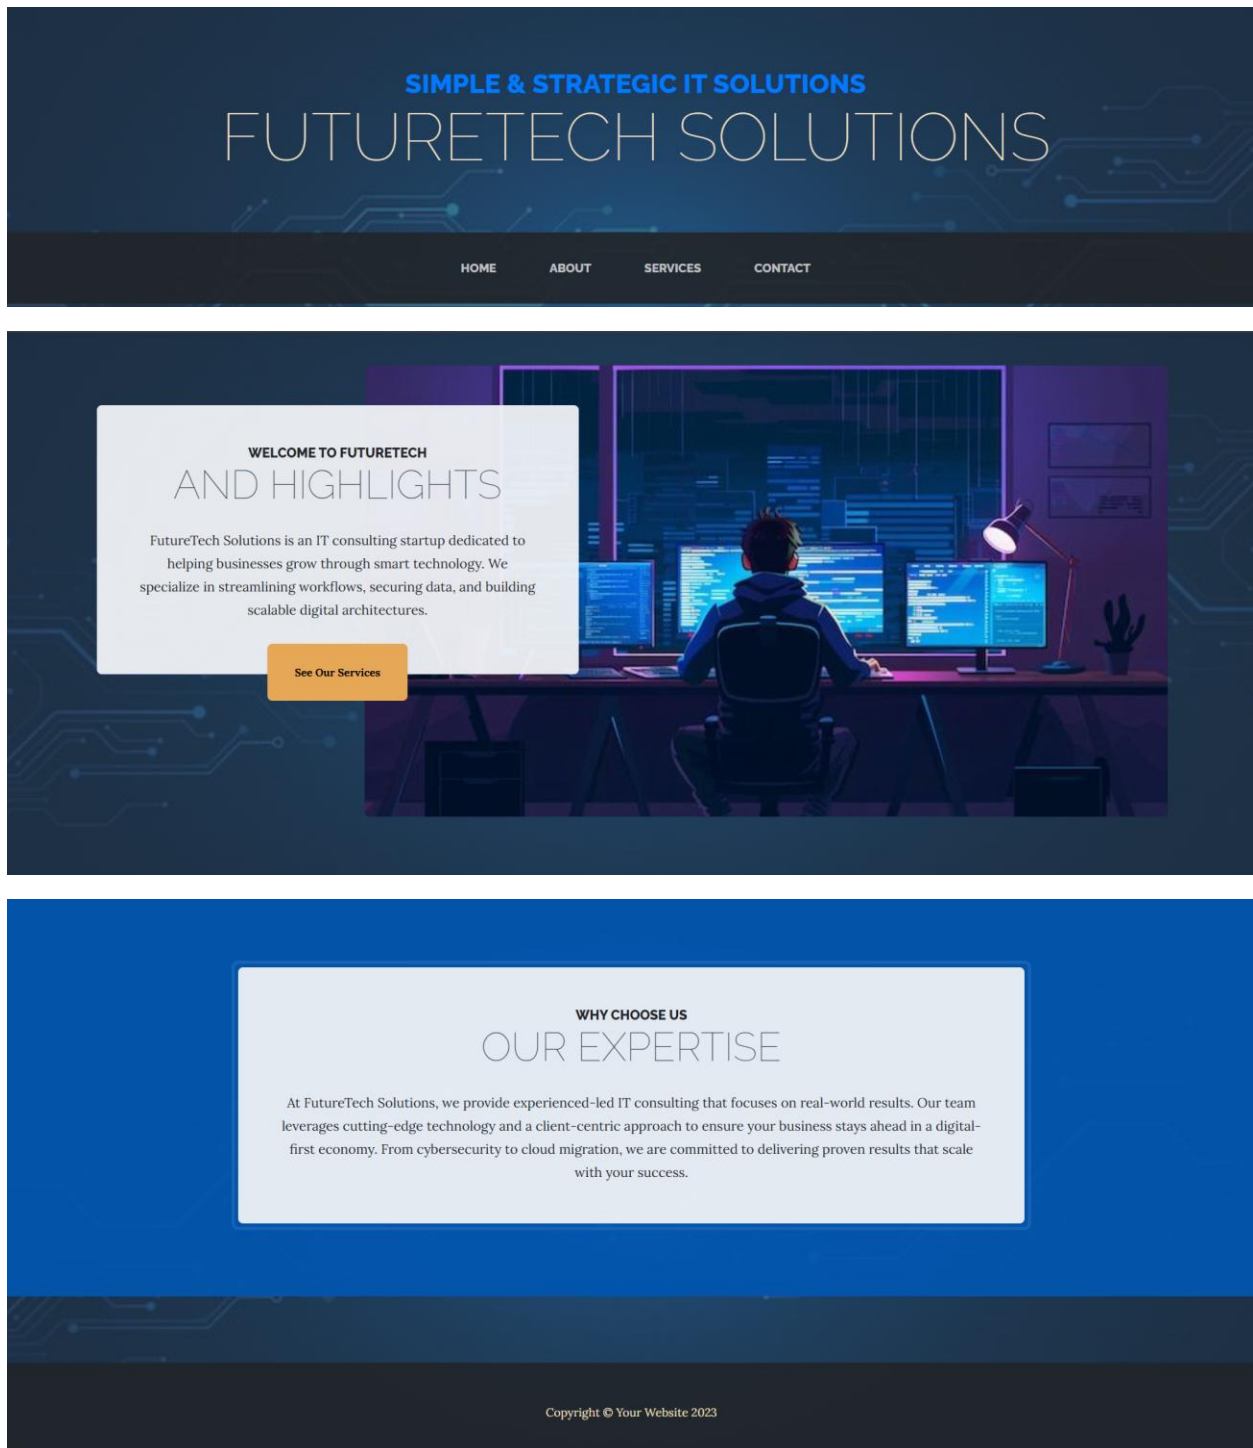 SIMPLE & STRATEGIC IT SOLUTIONS
FUTURETECH SOLUTIONS
HOME ABOUT SERVICES CONTACT
WELCOME TO FUTURETECH
AND HIGHLIGHTS
FutureTech Solutions is an IT consulting startup dedicated to
helping businesses grow through smart technology. We
specialize in streamlining workflows, securing data, and building
scalable digital architectures.
See Our Services
WHY CHOOSE US
OUR EXPERTISE
At FutureTech Solutions, we provide experienced-led IT consulting that focuses on real-world results. Our team
leverages cutting-edge technology and a client-centric approach to ensure your business stays ahead in a digital-
first economy. From cybersecurity to cloud migration, we are committed to delivering proven results that scale
with your success.
Copyright © Your Website 2023